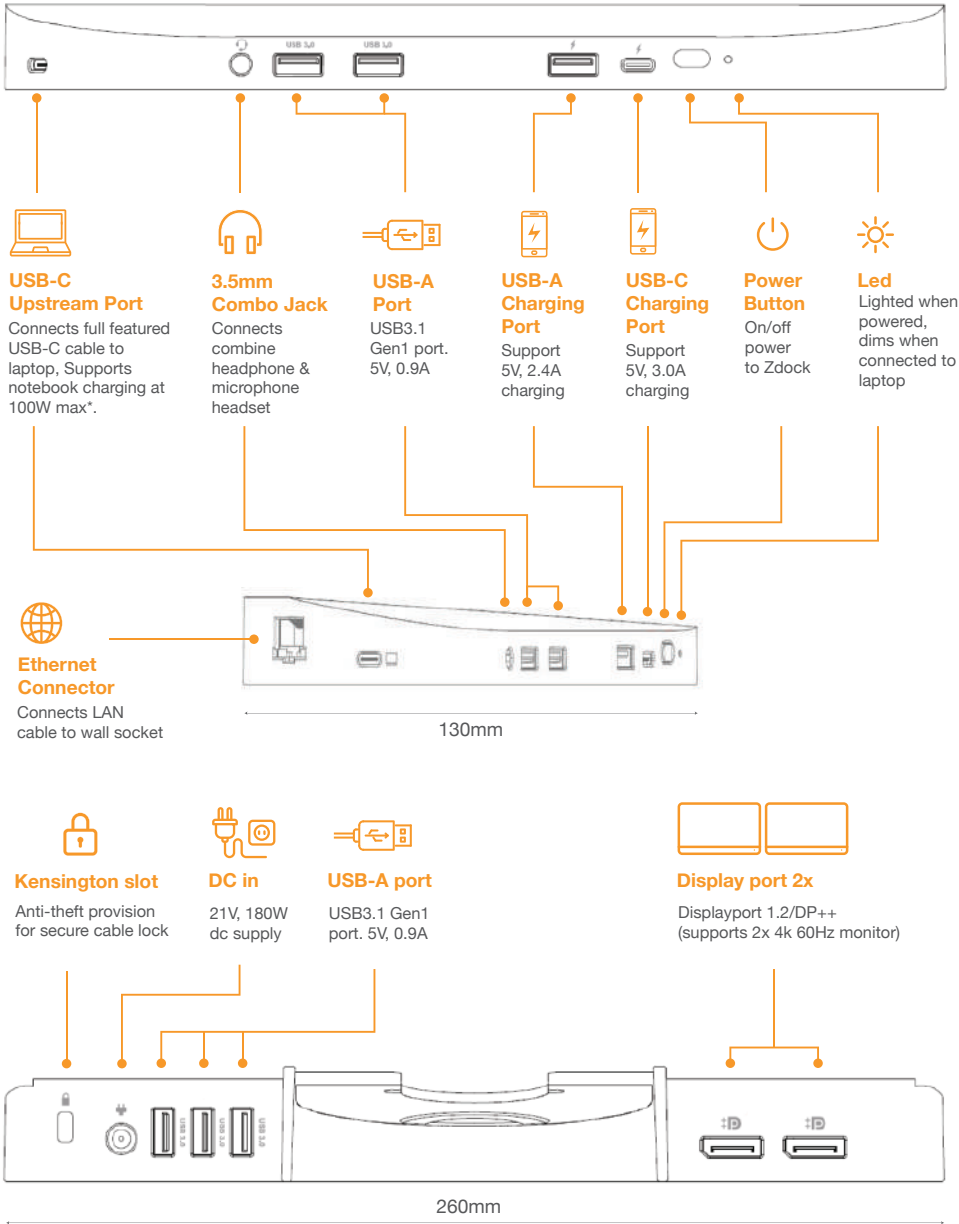 USB 3,0
USB 3,0
USB-C
Upstream Port
Connects full featured
USB-C cable to
laptop, Supports
notebook charging at
100W max*.
3.5mm
Combo Jack
Connects
combine
headphone &
microphone
headset
USB-A
Port
USB3.1
Gen1 port.
5V, 0.9A
USB-A
Charging
Port
Support
5V, 2.4A
charging
USB-C
Charging
Port
Support
5V, 3.0A
charging
Power
Button
On/off
power
to Zdock
Led
Lighted when
powered,
dims when
connected to
laptop
Ethernet
Connector
Connects LAN
cable to wall socket
130mm
Kensington slot
Anti-theft provision
for secure cable lock
DC in
21V, 180W
dc supply
USB-A port
USB3.1 Gen1
port. 5V, 0.9A
Display port 2x
Displayport 1.2/DP++
(supports 2x 4k 60Hz monitor)
USB 3,0
USB 3,0
USB 3,0
260mm